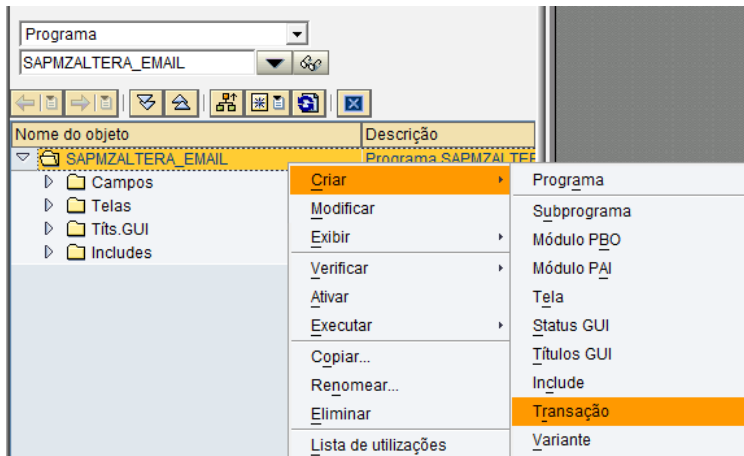 Programa
SAPMZALTERA_EMAIL
Nome do objeto Descrição
SAPMZALTERA_EMAIL Programa SAPMZALTER
Campos
Telas
Títs.GUI
Includes
Criar
Modificar
Exibir
Verificar
Ativar
Executar
Copiar...
Renomear...
Eliminar
Lista de utilizações
Programa
Subprograma
Módulo PBO
Módulo PAI
Tela
Status GUI
Títulos GUI
Include
Transação
Variante